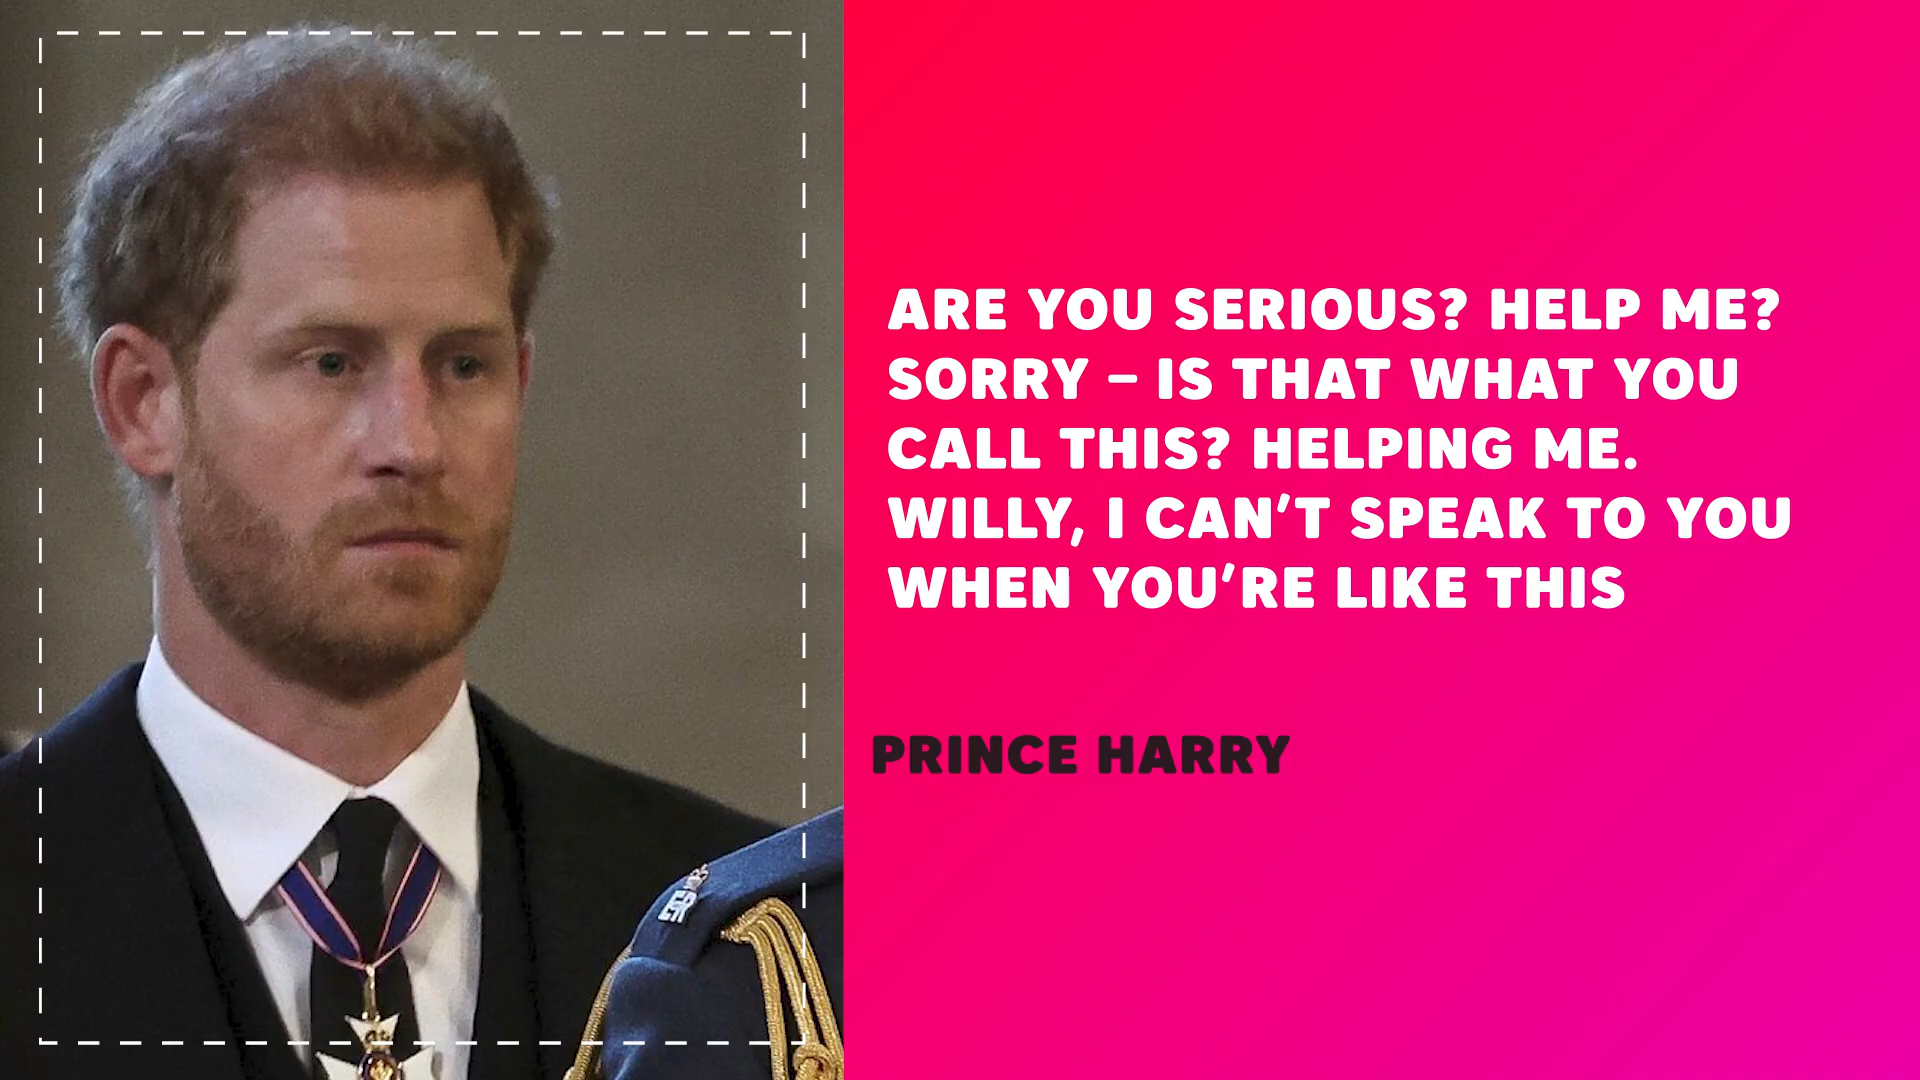 ARE YOU SERIOUS? HELP ME?
SORRY – IS THAT WHAT YOU
CALL THIS? HELPING ME.
WILLY, I CAN’T SPEAK TO YOU
WHEN YOU’RE LIKE THIS
PRINCE HARRY
EIIR